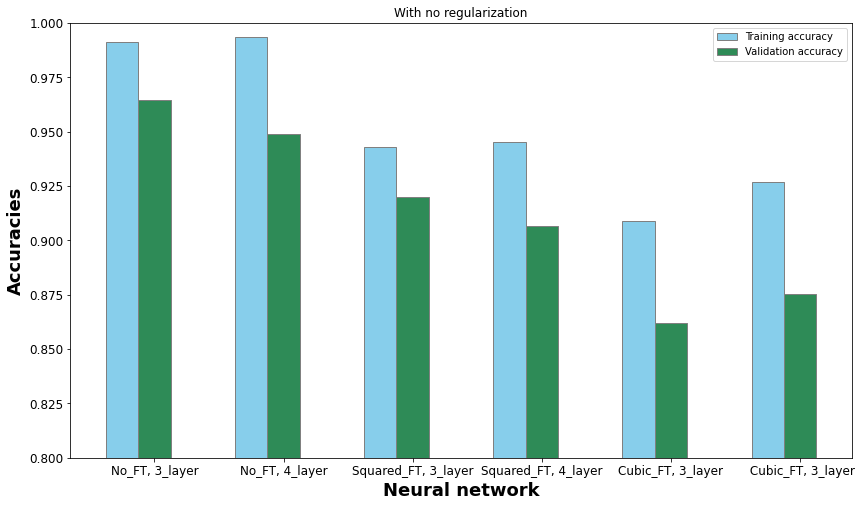 With no regularization
Training accuracy
Validation accuracy
Accuracies
1.000
0.975
0.950
0.925
0.900
0.875
0.850
0.825
0.800
No_FT, 3_layer
No_FT, 4_layer
Squared_FT, 3_layer
Squared_FT, 4_layer
Cubic_FT, 3_layer
Cubic_FT, 3_layer
Neural network